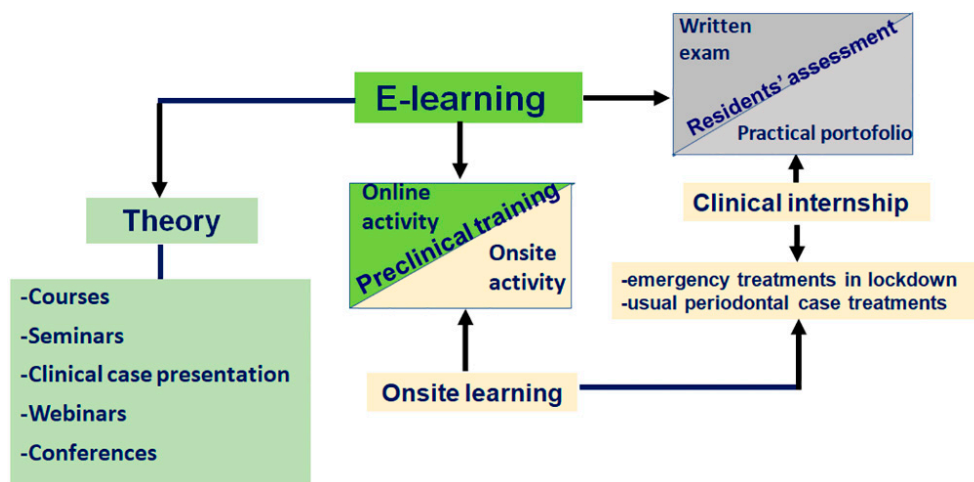 Written
exam
Residents' assessment
Practical portofolio
E-learning
Theory
Online
activity
Preclinical training
Onsite
activity
Clinical internship
-Courses
-Seminars
-Clinical case presentation
-Webinars
-Conferences
-emergency treatments in lockdown
-usual periodontal case treatments
Onsite learning